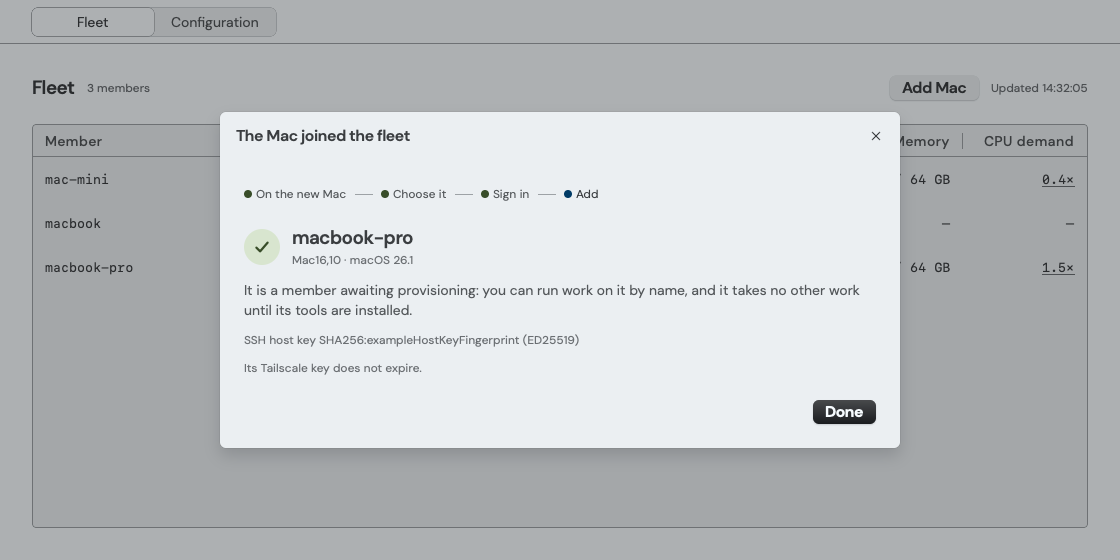 Fleet Configuration
Fleet 3 members Add Mac Updated 14:32:05
Member Memory CPU demand
The Mac joined the fleet
mac-mini 64 GB 0.4×
On the new Mac Choose it Sign in Add
macbook — —
macbook-pro
Mac16,10 · macOS 26.1
macbook-pro 64 GB 1.5×
It is a member awaiting provisioning: you can run work on it by name, and it takes no other work
until its tools are installed.
SSH host key SHA256:exampleHostKeyFingerprint (ED25519)
Its Tailscale key does not expire.
Done